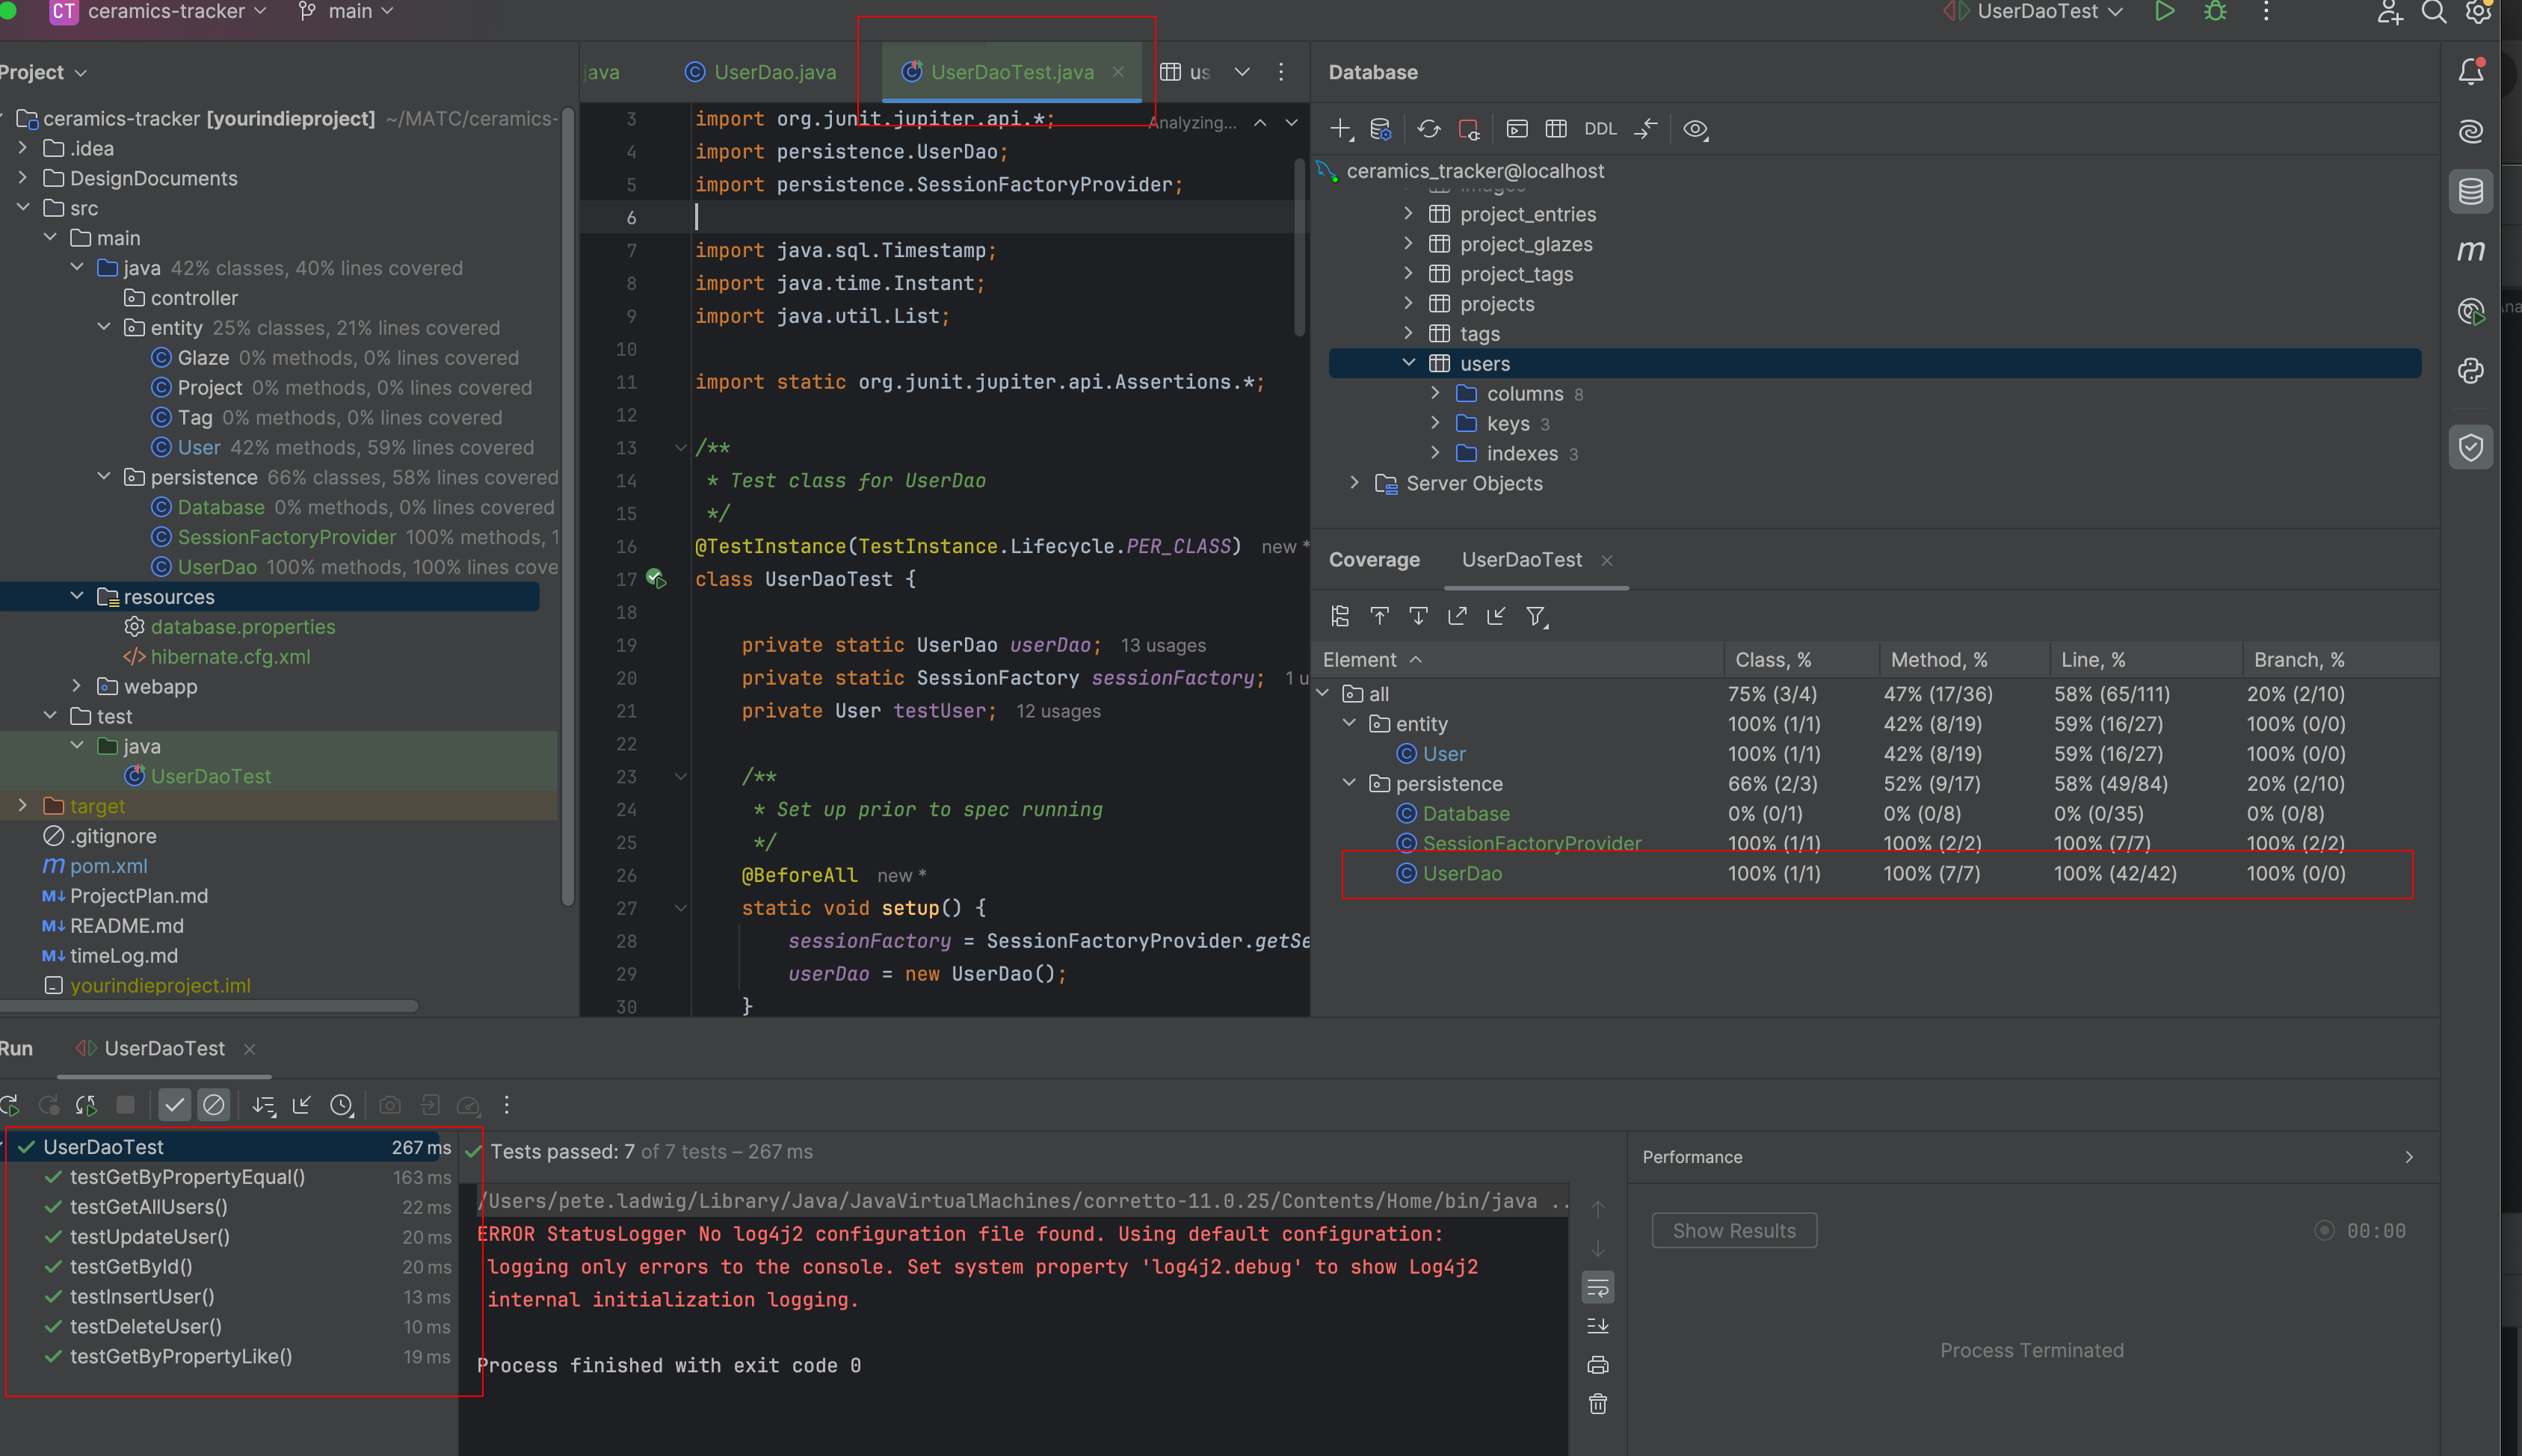 CT ceramics-tracker main UserDaoTest
Project
ceramics-tracker [yourindieproject] ~/MATC/ceramics-
.idea
DesignDocuments
src
main
java 42% classes, 40% lines covered
controller
entity 25% classes, 21% lines covered
Glaze 0% methods, 0% lines covered
Project 0% methods, 0% lines covered
Tag 0% methods, 0% lines covered
User 42% methods, 59% lines covered
persistence 66% classes, 58% lines covered
Database 0% methods, 0% lines covered
SessionFactoryProvider 100% methods, 1
UserDao 100% methods, 100% lines cove
resources
database.properties
hibernate.cfg.xml
webapp
test
java
UserDaoTest
target
.gitignore
pom.xml
ProjectPlan.md
README.md
timeLog.md
yourindieproject.iml
java UserDao.java UserDaoTest.java us
Analyzing...
3 import org.junit.jupiter.api.*;
4 import persistence.UserDao;
5 import persistence.SessionFactoryProvider;
6
7 import java.sql.Timestamp;
8 import java.time.Instant;
9 import java.util.List;
10
11 import static org.junit.jupiter.api.Assertions.*;
12
13 /**
14 * Test class for UserDao
15 */
16 @TestInstance(TestInstance.Lifecycle.PER_CLASS) new *
17 class UserDaoTest {
18
19 private static UserDao userDao; 13 usages
20 private static SessionFactory sessionFactory; 1 u
21 private User testUser; 12 usages
22
23 /**
24 * Set up prior to spec running
25 */
26 @BeforeAll new *
27 static void setup() {
28 sessionFactory = SessionFactoryProvider.getSe
29 userDao = new UserDao();
30 }
Database
DDL
ceramics_tracker@localhost
images
project_entries
project_glazes
project_tags
projects
tags
users
columns 8
keys 3
indexes 3
Server Objects
Coverage UserDaoTest
Element Class, % Method, % Line, % Branch, %
all 75% (3/4) 47% (17/36) 58% (65/111) 20% (2/10)
entity 100% (1/1) 42% (8/19) 59% (16/27) 100% (0/0)
User 100% (1/1) 42% (8/19) 59% (16/27) 100% (0/0)
persistence 66% (2/3) 52% (9/17) 58% (49/84) 20% (2/10)
Database 0% (0/1) 0% (0/8) 0% (0/35) 0% (0/8)
SessionFactoryProvider 100% (1/1) 100% (2/2) 100% (7/7) 100% (2/2)
UserDao 100% (1/1) 100% (7/7) 100% (42/42) 100% (0/0)
Run UserDaoTest
UserDaoTest 267 ms
testGetByPropertyEqual() 163 ms
testGetAllUsers() 22 ms
testUpdateUser() 20 ms
testGetById() 20 ms
testInsertUser() 13 ms
testDeleteUser() 10 ms
testGetByPropertyLike() 19 ms
Tests passed: 7 of 7 tests – 267 ms
/Users/pete.ladwig/Library/Java/JavaVirtualMachines/corretto-11.0.25/Contents/Home/bin/java ..
ERROR StatusLogger No log4j2 configuration file found. Using default configuration:
logging only errors to the console. Set system property 'log4j2.debug' to show Log4j2
internal initialization logging.
Process finished with exit code 0
Performance
Show Results 00:00
Process Terminated